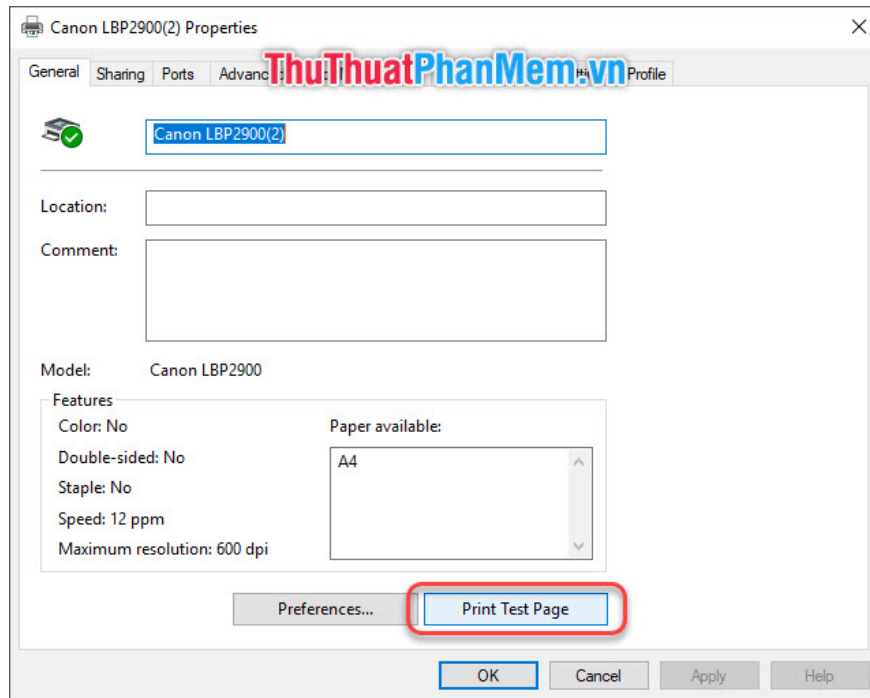 Canon LBP2900(2) Properties
ThuThuatPhanMem.vn
General Sharing Ports Profile
Canon LBP2900(2)
Location:
Comment:
Model: Canon LBP2900
Features
Color: No
Paper available:
Double-sided: No
A4
Staple: No
Speed: 12 ppm
Maximum resolution: 600 dpi
Preferences... Print Test Page
OK Cancel Apply Help